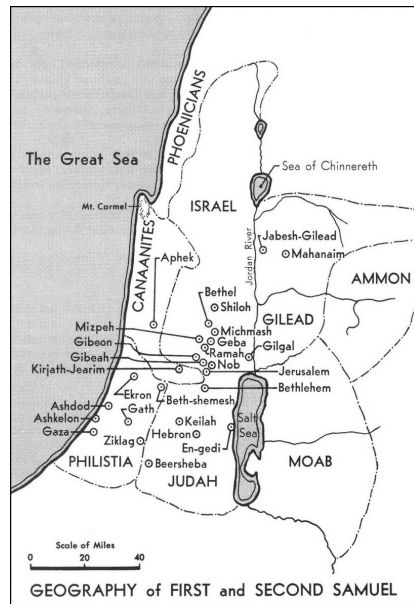 PHOENICIANS
The Great Sea
Sea of Chinnereth
Mt. Carmel
ISRAEL
CANAANITES
Jordan River
Jabesh-Gilead
Mahanaim
Aphek
AMMON
Bethel
Shiloh
GILEAD
Mizpeh
Michmash
Gibeon
Geba
Ramah
Gilgal
Gibeah
Nob
Kirjath-Jearim
Jerusalem
Bethlehem
Ekron
Beth-shemesh
Ashdod
Gath
Ashkelon
Keilah
Salt
Sea
Gaza
Hebron
Ziklag
En-gedi
PHILISTIA
Beersheba
MOAB
JUDAH
Scale of Miles
0 20 40
GEOGRAPHY OF FIRST and SECOND SAMUEL